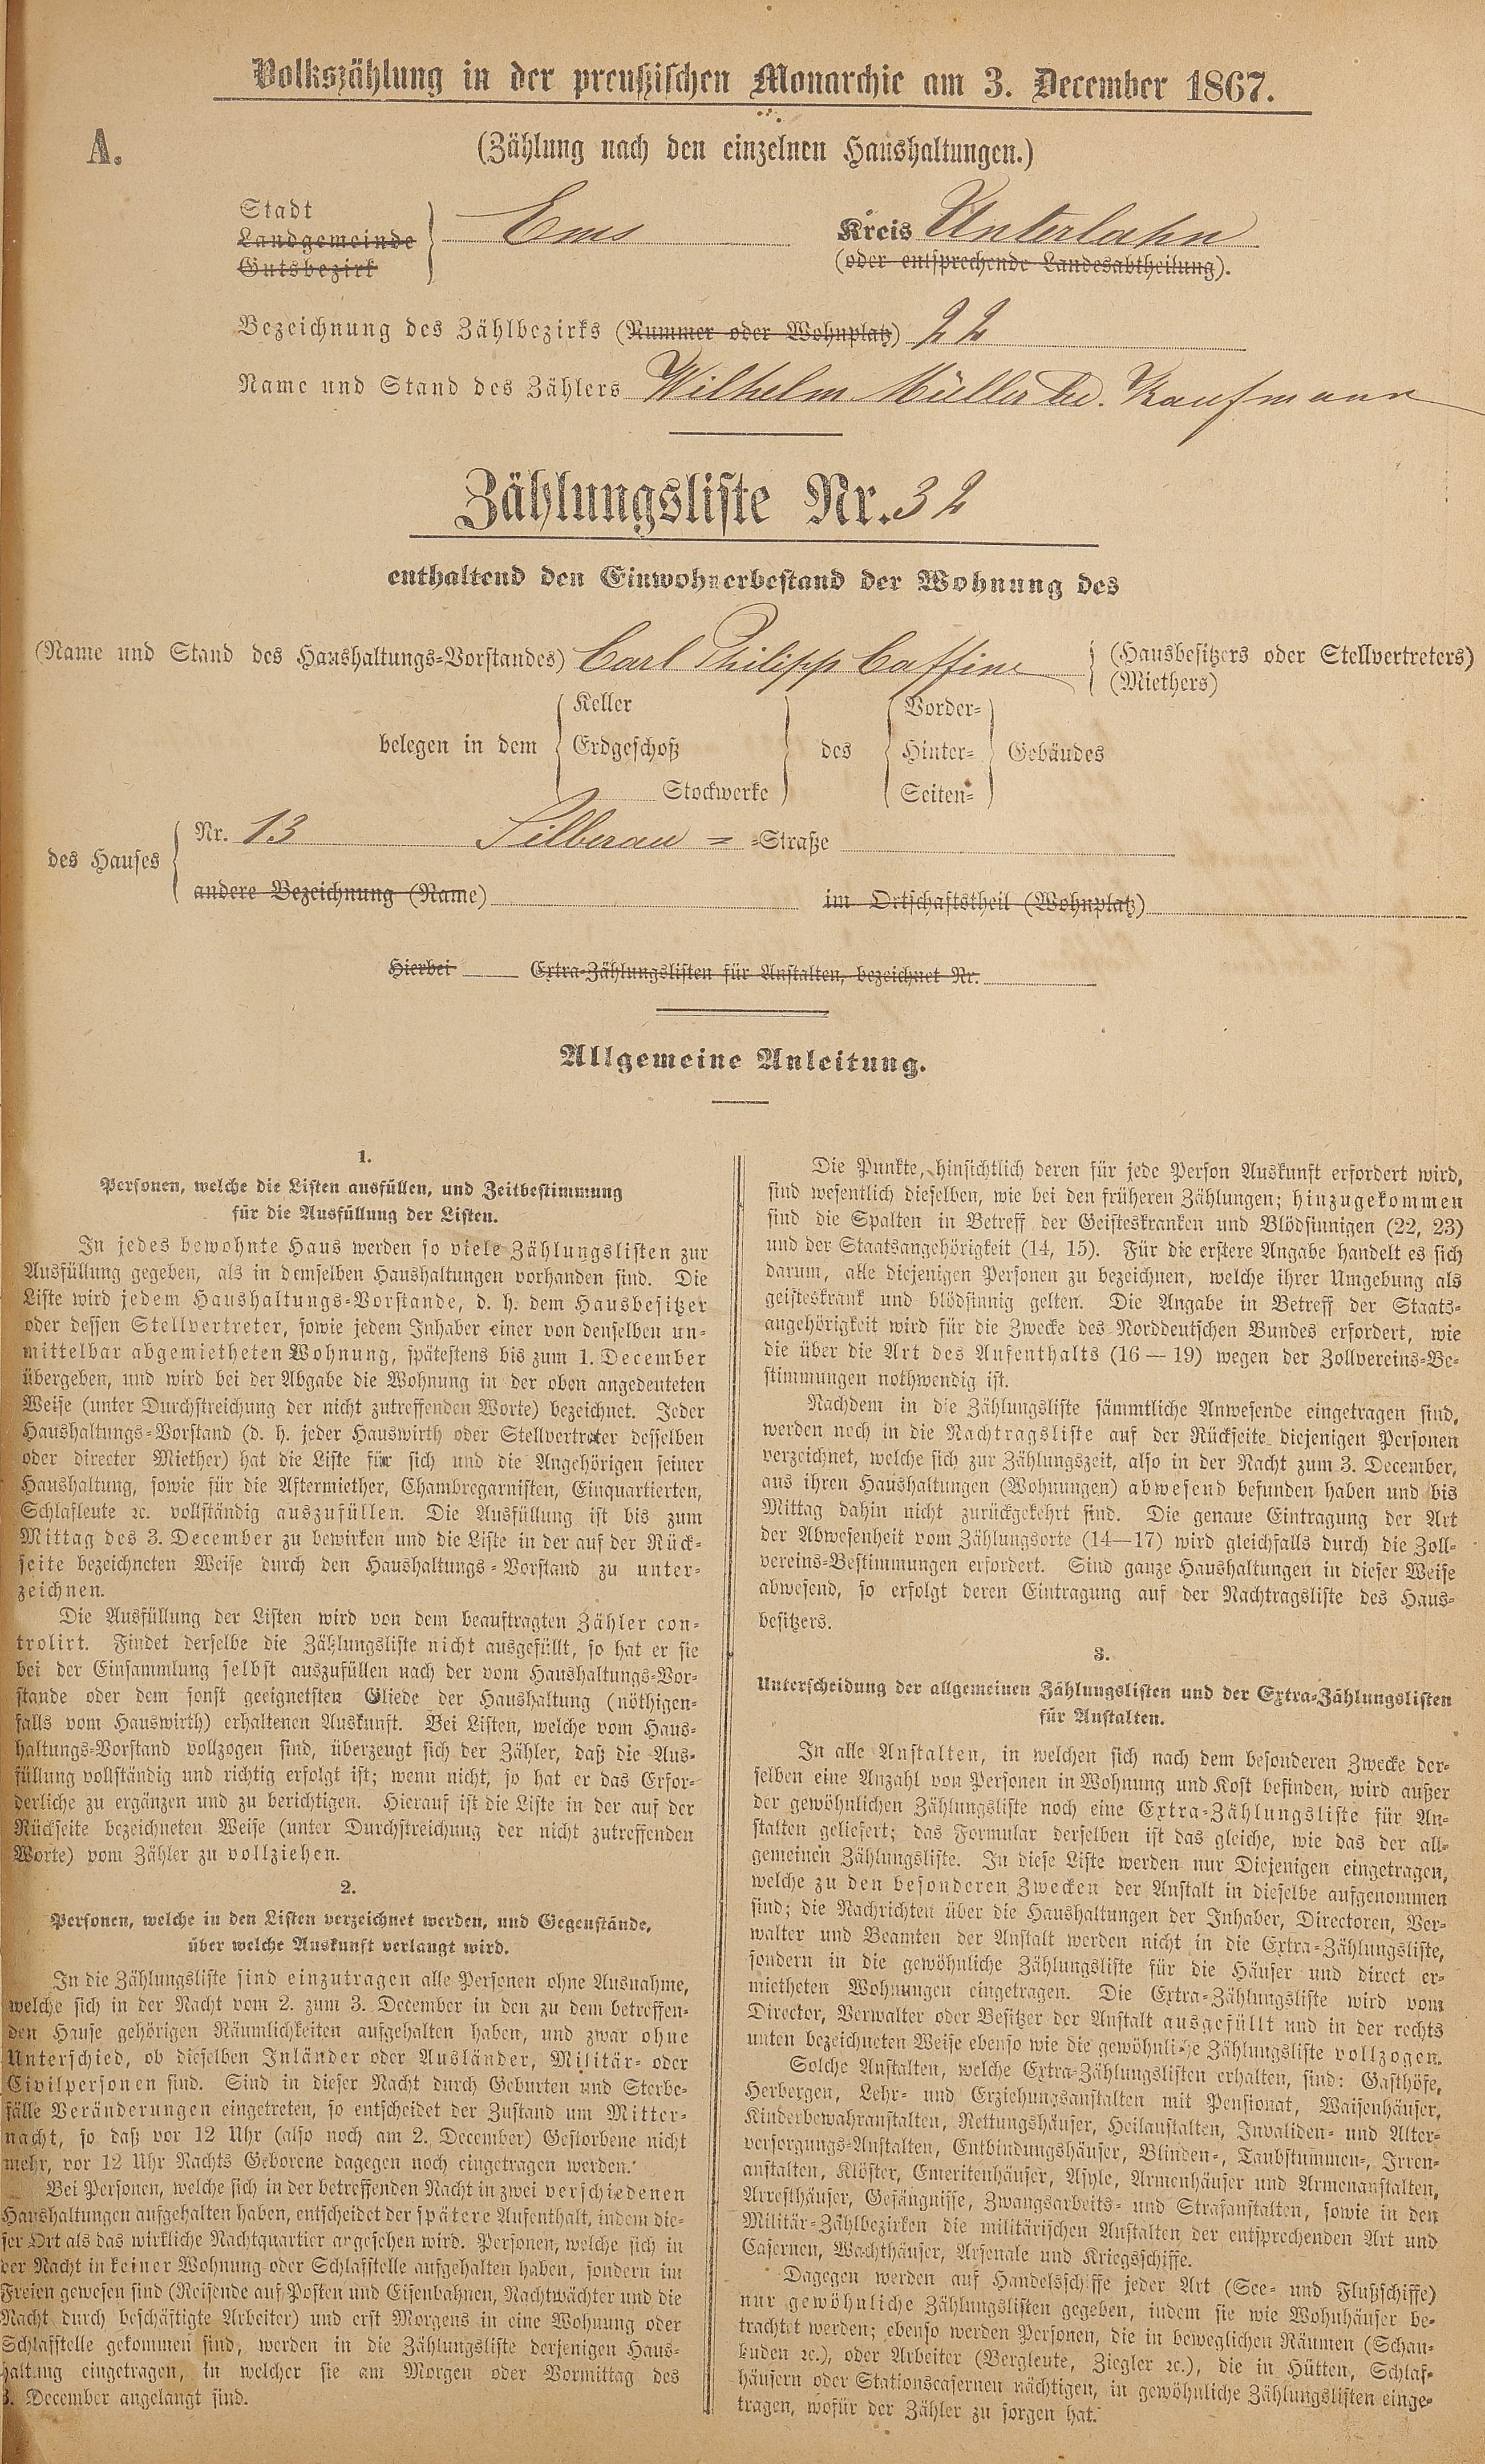 Volkszählung in der preußischen Monarchie am 3. December 1867.
A.
(Zählung nach den einzelnen Haushaltungen.)
Stadt
Landgemeinde
Gutsbezirk
Ems
Kreis Unterlahn
(oder entsprechende Landesabtheilung).
Bezeichnung des Zählbezirks (Nummer oder Wohnplatz) 22
Name und Stand des Zählers Wilhelm Müller Kaufmann
Zählungsliste Nr. 32
enthaltend den Einwohnerbestand der Wohnung des
(Name und Stand des Haushaltungs-Vorstandes) Carl Philipp Caffine
(Hausbesitzers oder Stellvertreters)
(Miethers)
belegen in dem
Keller
Erdgeschoß
Stockwerke
des
Vorder-
Hinter-
Seiten-
Gebäudes
des Hauses
Nr. 13 Silberau = -Straße
andere Bezeichnung (Name) im Ortschaftstheil (Wohnplatz)
Hierbei Extra-Zählungslisten für Anstalten, bezeichnet Nr.
Allgemeine Anleitung.
1.
Personen, welche die Listen ausfüllen, und Zeitbestimmung
für die Ausfüllung der Listen.
In jedes bewohnte Haus werden so viele Zählungslisten zur
Ausfüllung gegeben, als in demselben Haushaltungen vorhanden sind. Die
Liste wird jedem Haushaltungs-Vorstande, d. h. dem Hausbesitzer
oder dessen Stellvertreter, sowie jedem Inhaber einer von denselben un-
mittelbar abgemietheten Wohnung, spätestens bis zum 1. December
übergeben, und wird bei der Abgabe die Wohnung in der oben angedeuteten
Weise (unter Durchstreichung der nicht zutreffenden Worte) bezeichnet. Jeder
Haushaltungs-Vorstand (d. h. jeder Hauswirth oder Stellvertreter desselben
oder directer Miether) hat die Liste für sich und die Angehörigen seiner
Haushaltung, sowie für die Aftermiether, Chambregarnisten, Einquartierten,
Schlafleute ꝛc. vollständig auszufüllen. Die Ausfüllung ist bis zum
Mittag des 3. December zu bewirken und die Liste in der auf der Rück-
seite bezeichneten Weise durch den Haushaltungs-Vorstand zu unter-
zeichnen.
Die Ausfüllung der Listen wird von dem beauftragten Zähler con-
trolirt. Findet derselbe die Zählungsliste nicht ausgefüllt, so hat er sie
bei der Einsammlung selbst auszufüllen nach der vom Haushaltungs-Vor-
stande oder dem sonst geeignetsten Gliede der Haushaltung (nöthigen-
falls vom Hauswirth) erhaltenen Auskunft. Bei Listen, welche vom Haus-
haltungs-Vorstand vollzogen sind, überzeugt sich der Zähler, daß die Aus-
füllung vollständig und richtig erfolgt ist; wenn nicht, so hat er das Erfor-
derliche zu ergänzen und zu berichtigen. Hierauf ist die Liste in der auf der
Rückseite bezeichneten Weise (unter Durchstreichung der nicht zutreffenden
Worte) vom Zähler zu vollziehen.
2.
Personen, welche in den Listen verzeichnet werden, und Gegenstände,
über welche Auskunft verlangt wird.
In die Zählungsliste sind einzutragen alle Personen ohne Ausnahme,
welche sich in der Nacht vom 2. zum 3. December in den zu dem betreffen-
den Hause gehörigen Räumlichkeiten aufgehalten haben, und zwar ohne
Unterschied, ob dieselben Inländer oder Ausländer, Militär- oder
Civilpersonen sind. Sind in dieser Nacht durch Geburten und Sterbe-
fälle Veränderungen eingetreten, so entscheidet der Zustand um Mitter-
nacht, so daß vor 12 Uhr (also noch am 2. December) Gestorbene nicht
mehr, vor 12 Uhr Nachts Geborene dagegen noch eingetragen werden.
Bei Personen, welche sich in der betreffenden Nacht in zwei verschiedenen
Haushaltungen aufgehalten haben, entscheidet der spätere Aufenthalt, indem die-
ser Ort als das wirkliche Nachtquartier angesehen wird. Personen, welche sich in
der Nacht in keiner Wohnung oder Schlafstelle aufgehalten haben, sondern im
Freien gewesen sind (Reisende auf Posten und Eisenbahnen, Nachtwächter und die
Nacht durch beschäftigte Arbeiter) und erst Morgens in eine Wohnung oder
Schlafstelle gekommen sind, werden in die Zählungsliste derjenigen Haus-
haltung eingetragen, in welcher sie am Morgen oder Vormittag des
3. December angelangt sind.
Die Punkte, hinsichtlich deren für jede Person Auskunft erfordert wird,
sind wesentlich dieselben, wie bei den früheren Zählungen; hinzugekommen
sind die Spalten in Betreff der Geisteskranken und Blödsinnigen (22, 23)
und der Staatsangehörigkeit (14, 15). Für die erstere Angabe handelt es sich
darum, alle diejenigen Personen zu bezeichnen, welche ihrer Umgebung als
geisteskrank und blödsinnig gelten. Die Angabe in Betreff der Staats-
angehörigkeit wird für die Zwecke des Norddeutschen Bundes erfordert, wie
die über die Art des Aufenthalts (16 — 19) wegen der Zollvereins-Be-
stimmungen nothwendig ist.
Nachdem in die Zählungsliste sämmtliche Anwesende eingetragen sind,
werden noch in die Nachtragsliste auf der Rückseite diejenigen Personen
verzeichnet, welche sich zur Zählungszeit, also in der Nacht zum 3. December,
aus ihren Haushaltungen (Wohnungen) abwesend befunden haben und bis
Mittag dahin nicht zurückgekehrt sind. Die genaue Eintragung der Art
der Abwesenheit vom Zählungsorte (14—17) wird gleichfalls durch die Zoll-
vereins-Bestimmungen erfordert. Sind ganze Haushaltungen in dieser Weise
abwesend, so erfolgt deren Eintragung auf der Nachtragsliste des Haus-
besitzers.
3.
Unterscheidung der allgemeinen Zählungslisten und der Extra-Zählungslisten
für Anstalten.
In alle Anstalten, in welchen sich nach dem besonderen Zwecke der-
selben eine Anzahl von Personen in Wohnung und Kost befinden, wird außer
der gewöhnlichen Zählungsliste noch eine Extra-Zählungsliste für An-
stalten geliefert; das Formular derselben ist das gleiche, wie das der all-
gemeinen Zählungsliste. In diese Liste werden nur Diejenigen eingetragen,
welche zu den besonderen Zwecken der Anstalt in dieselbe aufgenommen
sind; die Nachrichten über die Haushaltungen der Inhaber, Directoren, Ver-
walter und Beamten der Anstalt werden nicht in die Extra-Zählungsliste,
sondern in die gewöhnliche Zählungsliste für die Häuser und direct er-
mietheten Wohnungen eingetragen. Die Extra-Zählungsliste wird vom
Director, Verwalter oder Besitzer der Anstalt ausgefüllt und in der rechts
unten bezeichneten Weise ebenso wie die gewöhnliche Zählungsliste vollzogen.
Solche Anstalten, welche Extra-Zählungslisten erhalten, sind: Gasthöfe,
Herbergen, Lehr- und Erziehungsanstalten mit Pensionat, Waisenhäuser,
Kinderbewahranstalten, Rettungshäuser, Heilanstalten, Invaliden- und Alter-
versorgungs-Anstalten, Entbindungshäuser, Blinden-, Taubstummen-, Irren-
anstalten, Klöster, Emeritenhäuser, Asyle, Armenhäuser und Armenanstalten,
Arresthäuser, Gefängnisse, Zwangsarbeits- und Strafanstalten, sowie in den
Militär-Zählbezirken die militärischen Anstalten der entsprechenden Art und
Casernen, Wachthäuser, Arsenale und Kriegsschiffe.
Dagegen werden auf Handelsschiffe jeder Art (See- und Flußschiffe)
nur gewöhnliche Zählungslisten gegeben, indem sie wie Wohnhäuser be-
trachtet werden; ebenso werden Personen, die in beweglichen Räumen (Schau-
buden ꝛc.), oder Arbeiter (Bergleute, Ziegler ꝛc.), die in Hütten, Schlaf-
häusern oder Stationscasernen nächtigen, in gewöhnliche Zählungslisten einge-
tragen, wofür der Zähler zu sorgen hat.